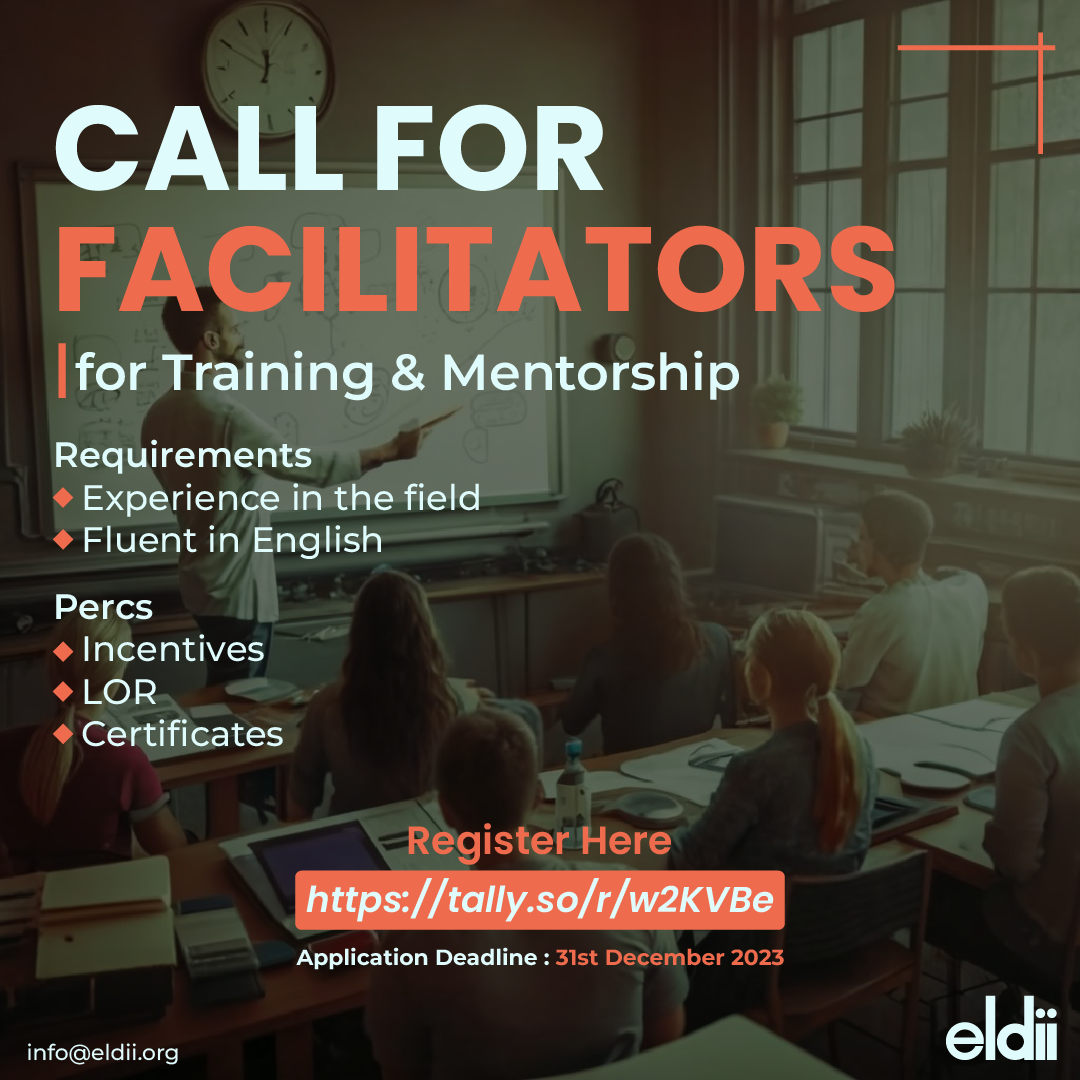 CALL FOR
FACILITATORS
for Training & Mentorship
Requirements
Experience in the field
Fluent in English
Percs
Incentives
LOR
Certificates
Register Here
https://tally.so/r/w2KVBe
Application Deadline : 31st December 2023
info@eldii.org
eldii